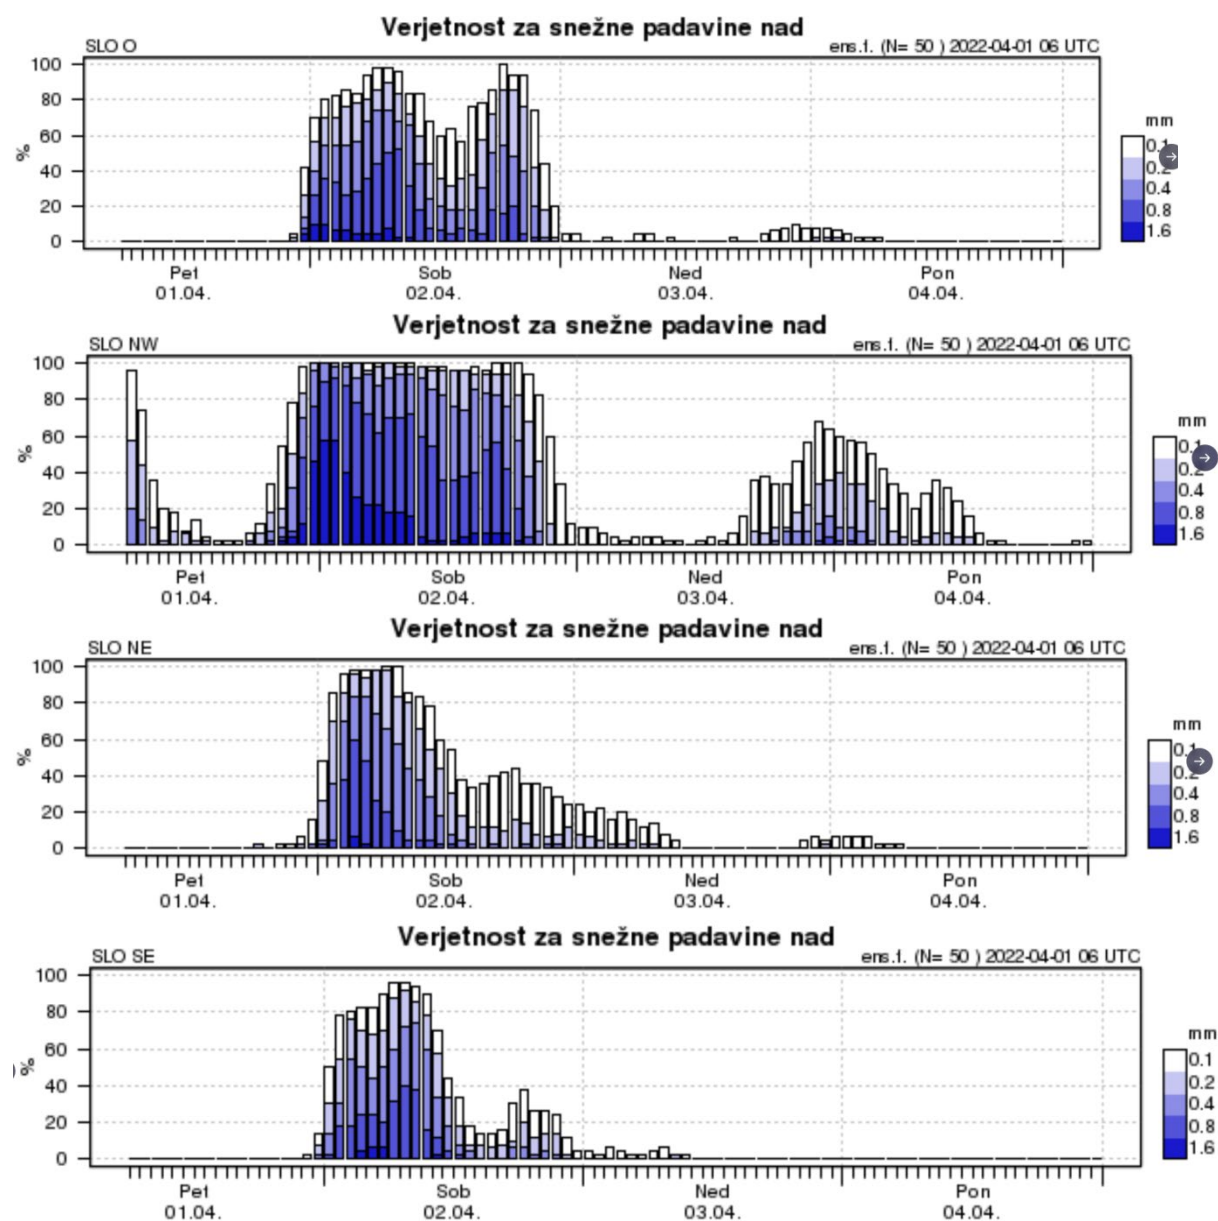 Verjetnost za snežne padavine nad
SLO O
ens.f. (N= 50 ) 2022-04-01 06 UTC
100
80
60
40
20
0
%
mm
0.1
0.2
0.4
0.8
1.6
Pet
Sob
Ned
Pon
01.04.
02.04.
03.04.
04.04.
Verjetnost za snežne padavine nad
SLO NW
ens.f. (N= 50 ) 2022-04-01 06 UTC
100
80
60
40
20
0
%
mm
0.1
0.2
0.4
0.8
1.6
Pet
Sob
Ned
Pon
01.04.
02.04.
03.04.
04.04.
Verjetnost za snežne padavine nad
SLO NE
ens.f. (N= 50 ) 2022-04-01 06 UTC
100
80
60
40
20
0
%
mm
0.1
0.2
0.4
0.8
1.6
Pet
Sob
Ned
Pon
01.04.
02.04.
03.04.
04.04.
Verjetnost za snežne padavine nad
SLO SE
ens.f. (N= 50 ) 2022-04-01 06 UTC
100
80
60
40
20
0
%
mm
0.1
0.2
0.4
0.8
1.6
Pet
Sob
Ned
Pon
01.04.
02.04.
03.04.
04.04.